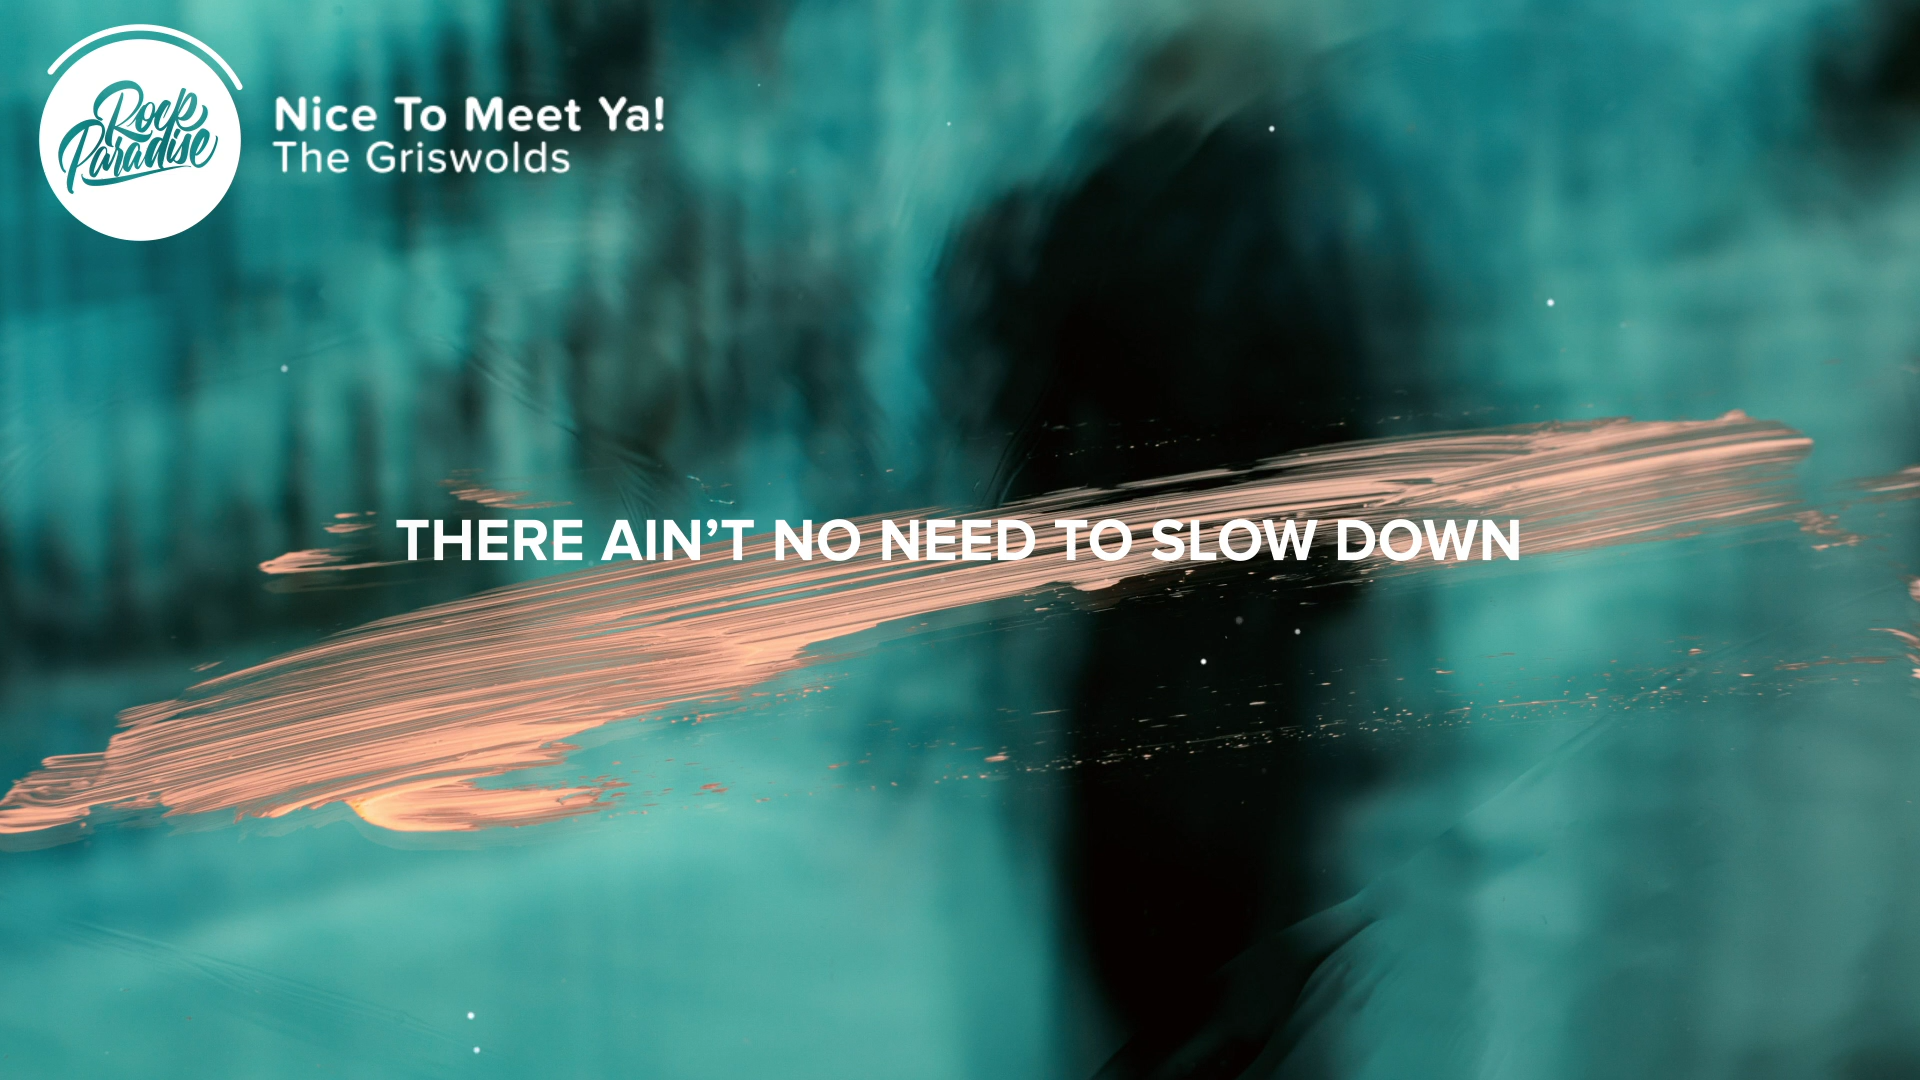 Rock
Paradise
Nice To Meet Ya!
The Griswolds
THERE AIN’T NO NEED TO SLOW DOWN